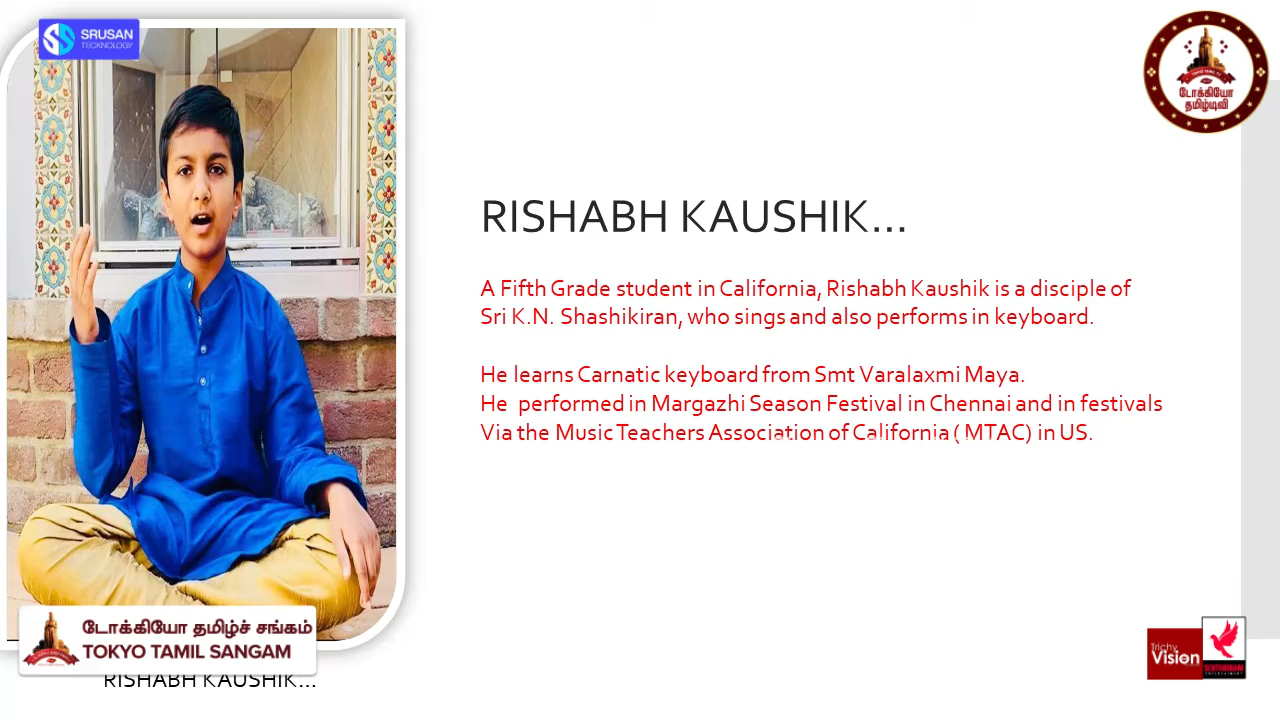 SRUSAN
TECKNOLOGY
டோக்கியோ
தமிழ்டிவி
RISHABH KAUSHIK...
A Fifth Grade student in California, Rishabh Kaushik is a disciple of
Sri K.N. Shashikiran, who sings and also performs in keyboard.
He learns Carnatic keyboard from Smt Varalaxmi Maya.
He performed in Margazhi Season Festival in Chennai and in festivals
Via the Music Teachers Association of California ( MTAC) in US.
டோக்கியோ தமிழ்ச் சங்கம்
TOKYO TAMIL SANGAM
RISHABH KAUSHIK...
Trichy
Vision